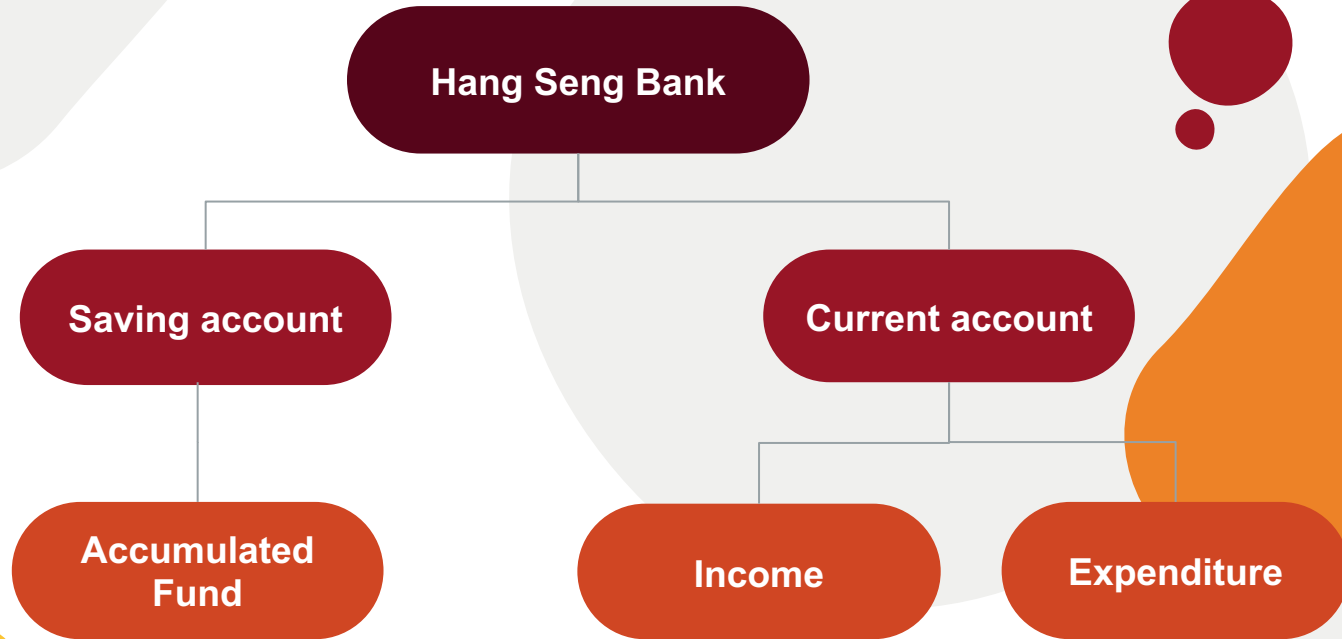 Hang Seng Bank
Saving account
Current account
Accumulated
Fund
Income
Expenditure